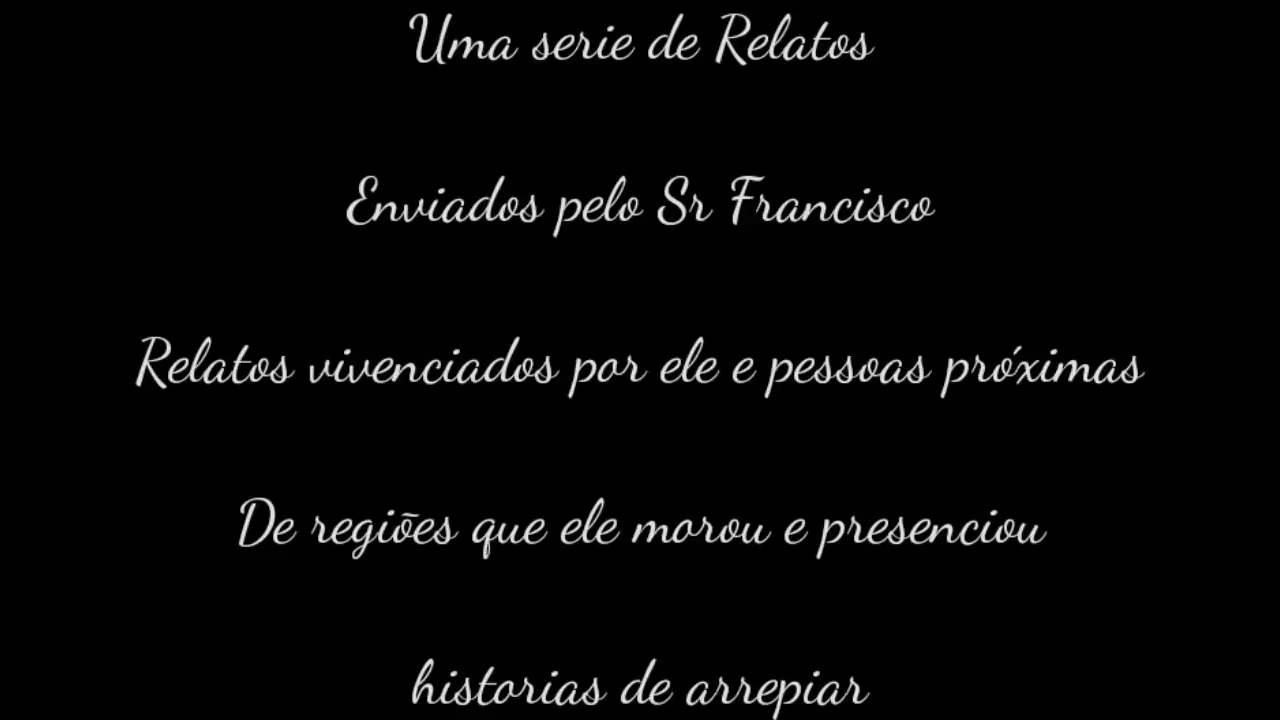 Uma serie de Relatos
Enviados pelo Sr Francisco
Relatos vivenciados por ele e pessoas próximas
De regiões que ele morou e presenciou
historias de arrepiar